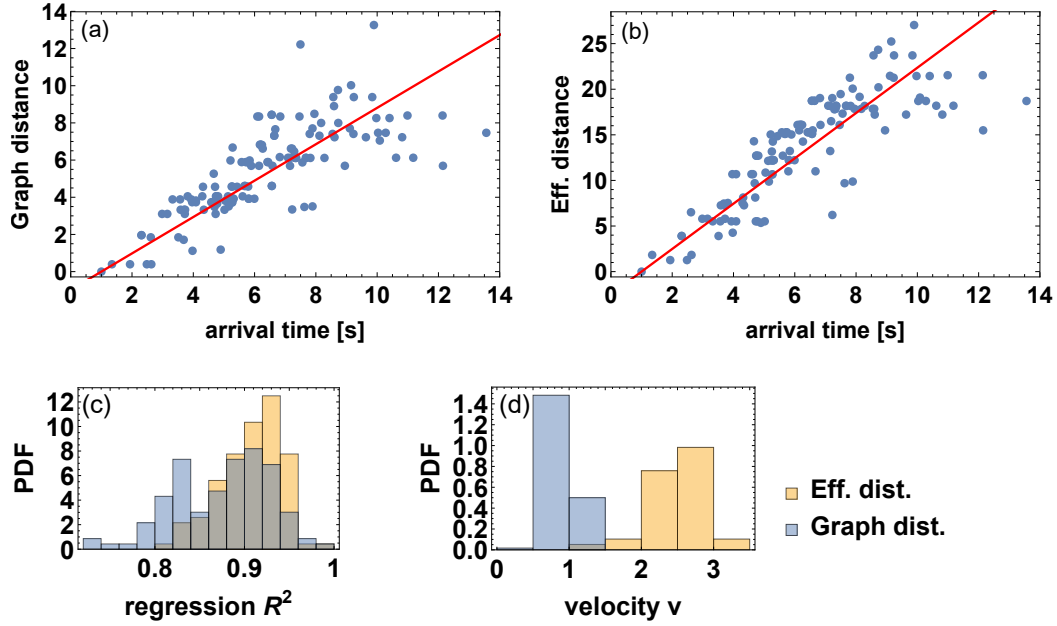 (a)
Graph distance
14
12
10
8
6
4
2
0
0 2 4 6 8 10 12 14
arrival time [s]
(b)
Eff. distance
25
20
15
10
5
0
0 2 4 6 8 10 12 14
arrival time [s]
(c)
PDF
12
10
8
6
4
2
0
0.8 0.9 1
regression R²
(d)
PDF
1.4
1.2
1.0
0.8
0.6
0.4
0.2
0.0
0 1 2 3
velocity v
Eff. dist.
Graph dist.